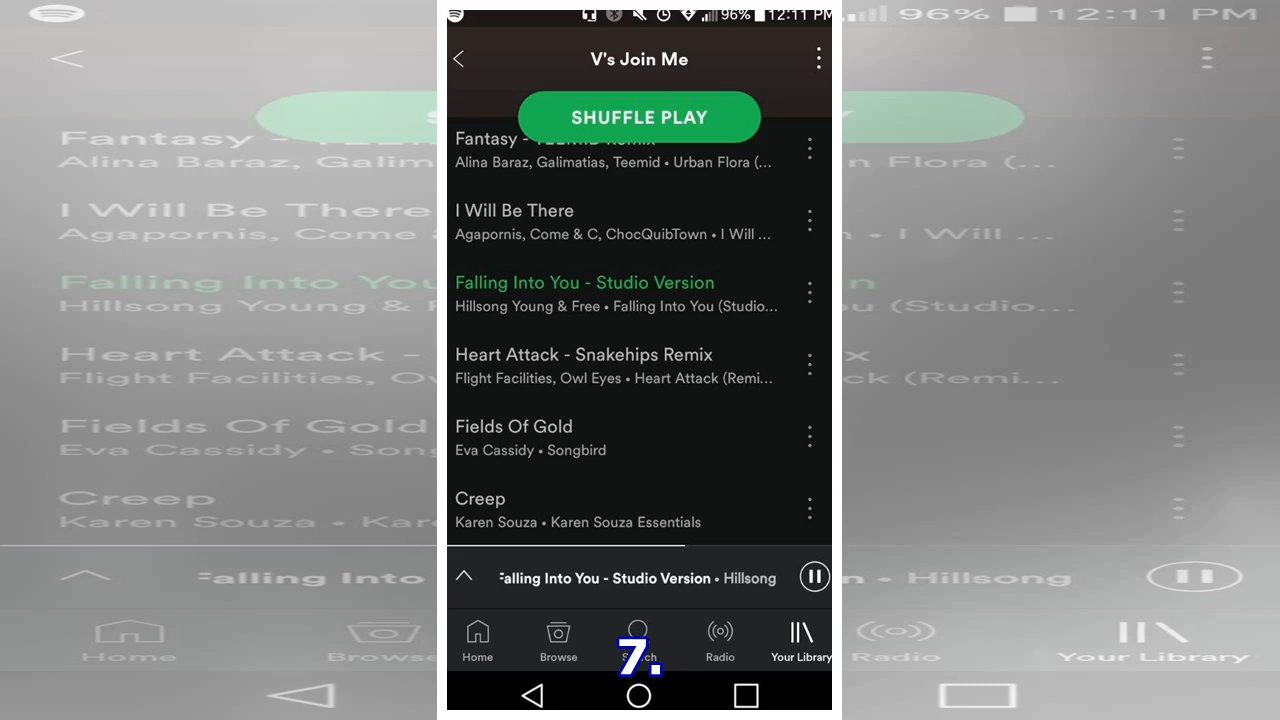 96% 12:11 PM
V's Join Me
SHUFFLE PLAY
Fantasy -
Alina Baraz, Galimatias, Teemid • Urban Flora (...
I Will Be There
Agapornis, Come & C, ChocQuibTown • I Will ...
Falling Into You - Studio Version
Hillsong Young & Free • Falling Into You (Studio...
Heart Attack - Snakehips Remix
Flight Facilities, Owl Eyes • Heart Attack (Remi...
Fields Of Gold
Eva Cassidy • Songbird
Creep
Karen Souza • Karen Souza Essentials
Falling Into You - Studio Version • Hillsong
Home Browse Search Radio Your Library
7.